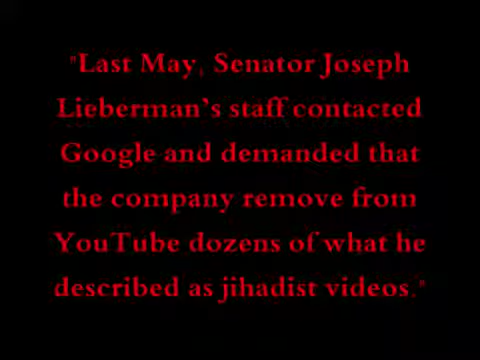 "Last May, Senator Joseph
Lieberman's staff contacted
Google and demanded that
the company remove from
YouTube dozens of what he
described as jihadist videos."